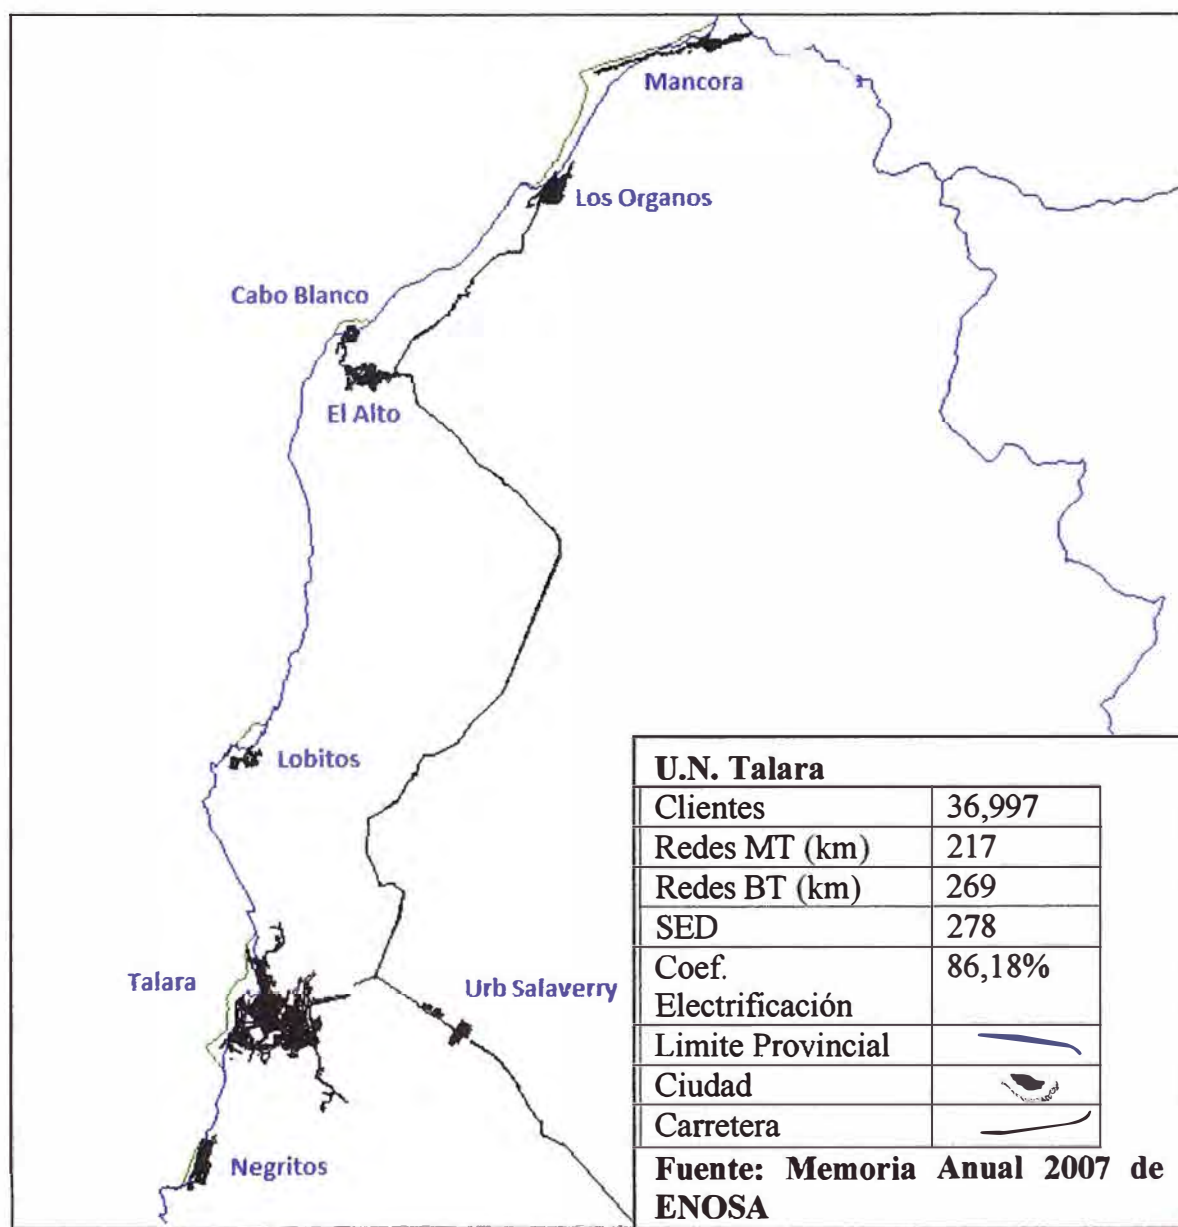 Mancora
Los Organos
Cabo Blanco
El Alto
Lobitos
Talara
Urb Salaverry
Negritos
U.N. Talara
Clientes 36,997
Redes MT (km) 217
Redes BT (km) 269
SED 278
Coef. 86,18%
Electrificación
Limite Provincial
Ciudad
Carretera
Fuente: Memoria Anual 2007 de
ENOSA